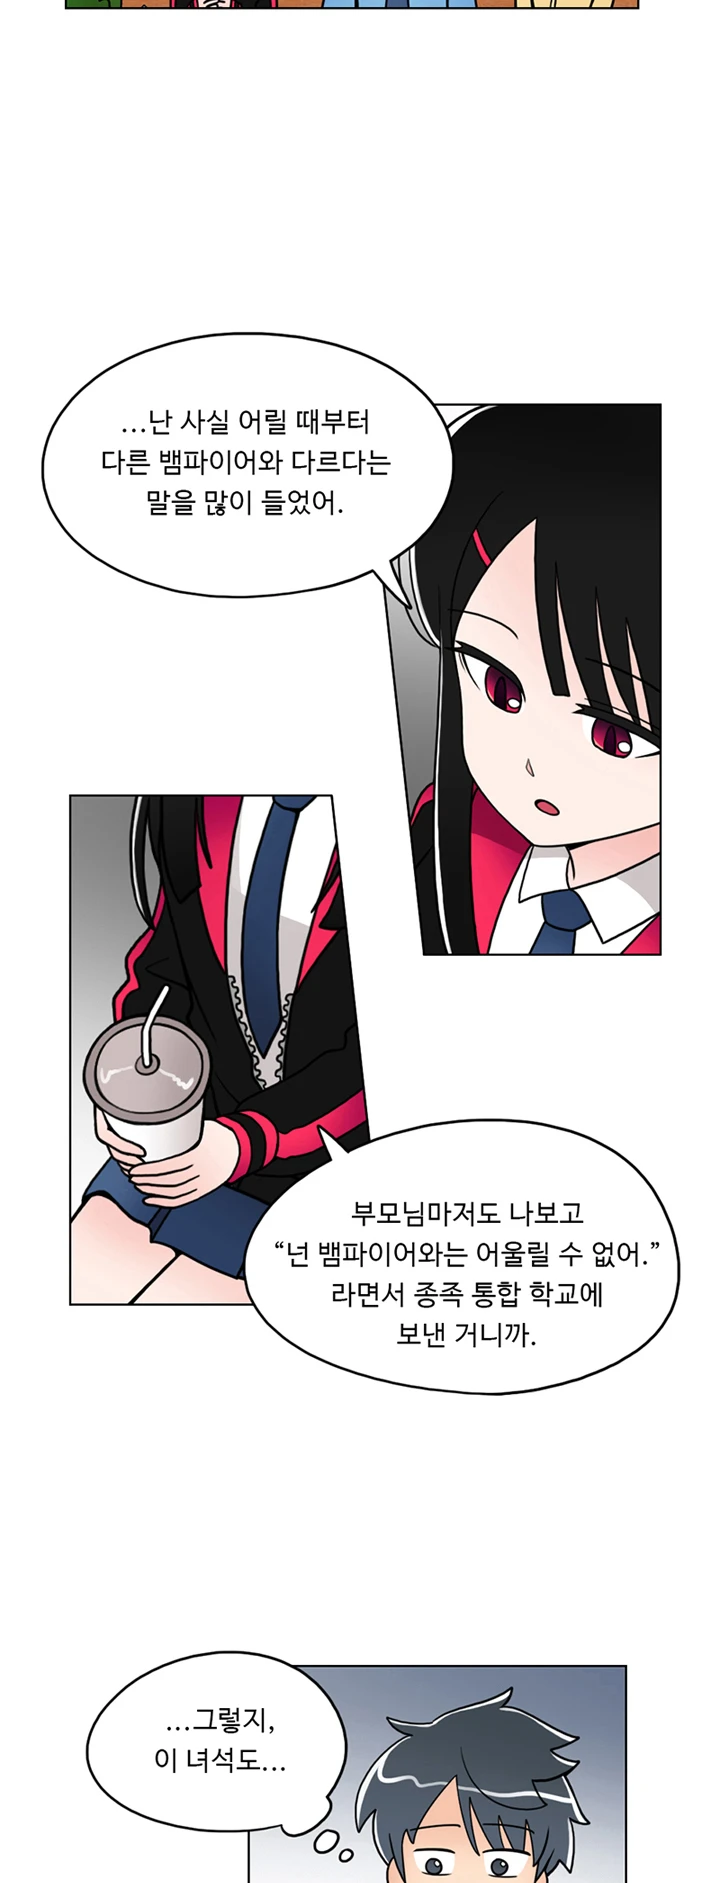 ...난 사실 어릴 때부터
다른 뱀파이어와 다르다는
말을 많이 들었어.
부모님마저도 나보고
“넌 뱀파이어와는 어울릴 수 없어.”
라면서 종족 통합 학교에
보낸 거니까.
...그렇지,
이 녀석도...